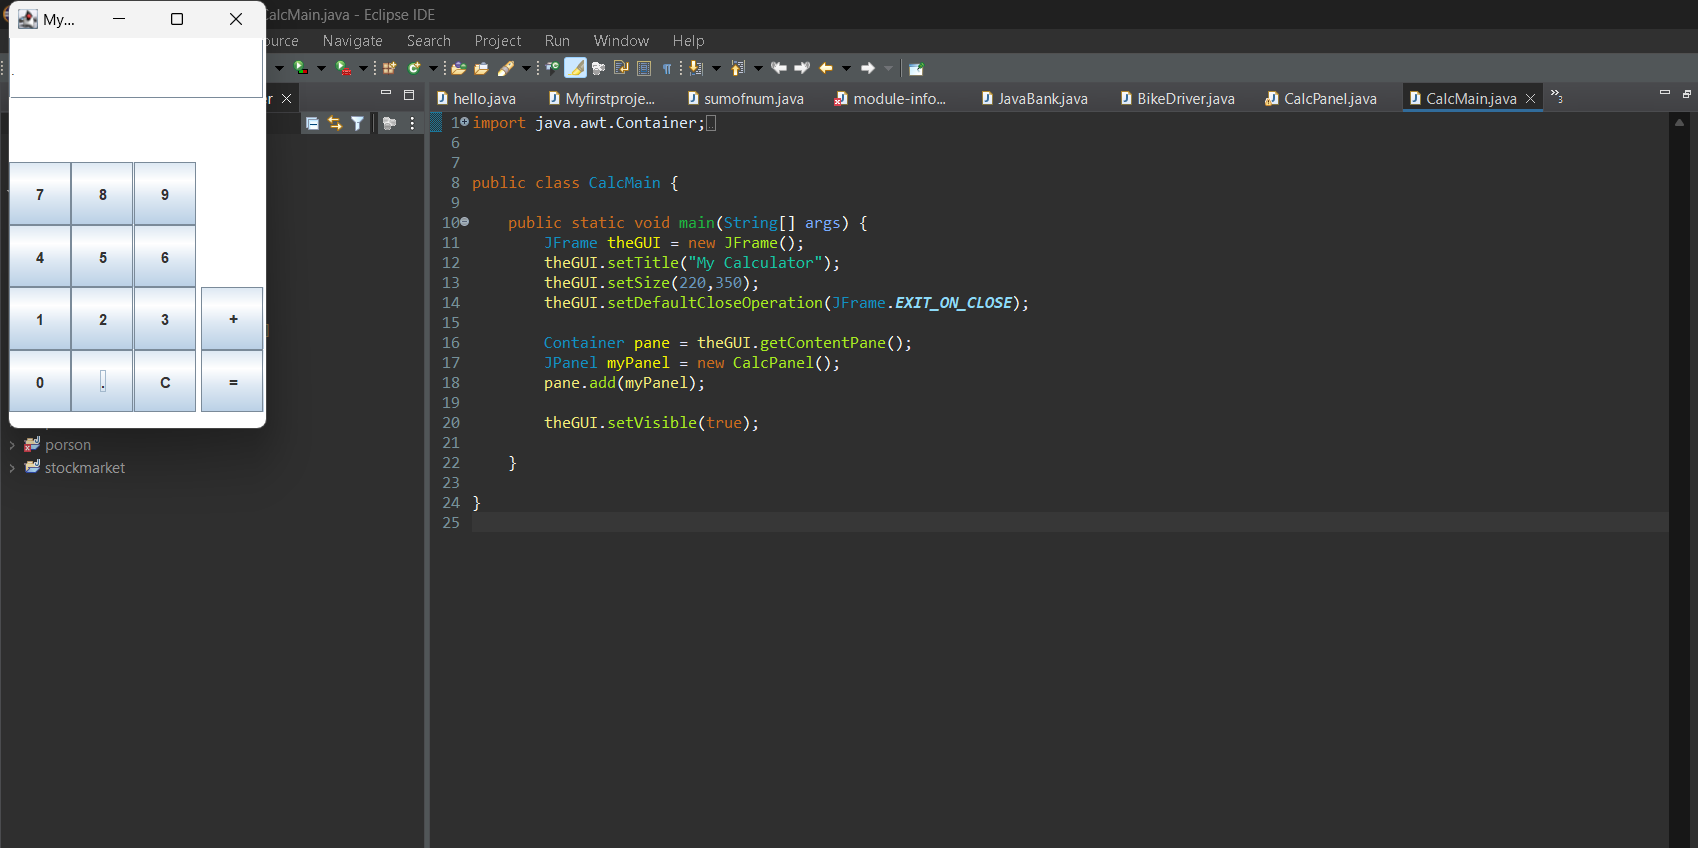 My...
CalcMain.java - Eclipse IDE
ource Navigate Search Project Run Window Help
hello.java Myfirstproje... sumofnum.java module-info... JavaBank.java BikeDriver.java CalcPanel.java CalcMain.java 3
.
7 8 9
4 5 6
1 2 3 +
0 . C =
porson
stockmarket
1 import java.awt.Container;
6
7
8 public class CalcMain {
9
10 public static void main(String[] args) {
11 JFrame theGUI = new JFrame();
12 theGUI.setTitle("My Calculator");
13 theGUI.setSize(220,350);
14 theGUI.setDefaultCloseOperation(JFrame.EXIT_ON_CLOSE);
15
16 Container pane = theGUI.getContentPane();
17 JPanel myPanel = new CalcPanel();
18 pane.add(myPanel);
19
20 theGUI.setVisible(true);
21
22 }
23
24 }
25